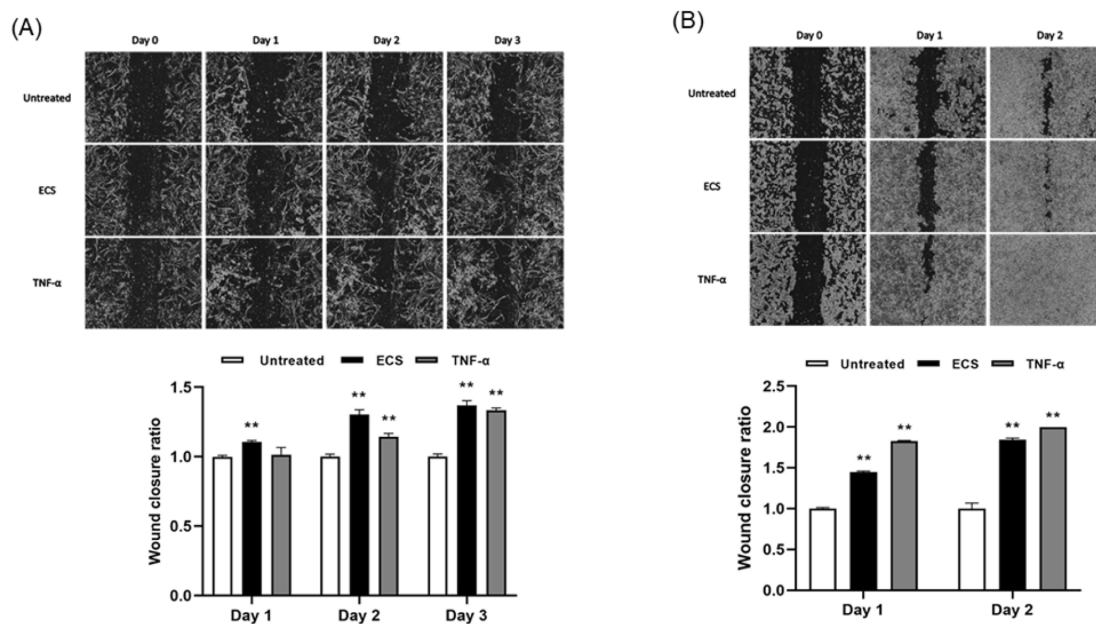 (A)
Day 0 Day 1 Day 2 Day 3
Untreated
ECS
TNF-α
Untreated ECS TNF-α
Wound closure ratio
1.5
1.0
0.5
0.0
** ** ** ** **
Day 1 Day 2 Day 3
(B)
Day 0 Day 1 Day 2
Untreated
ECS
TNF-α
Untreated ECS TNF-α
Wound closure ratio
2.5
2.0
1.5
1.0
0.5
0.0
** ** ** **
Day 1 Day 2